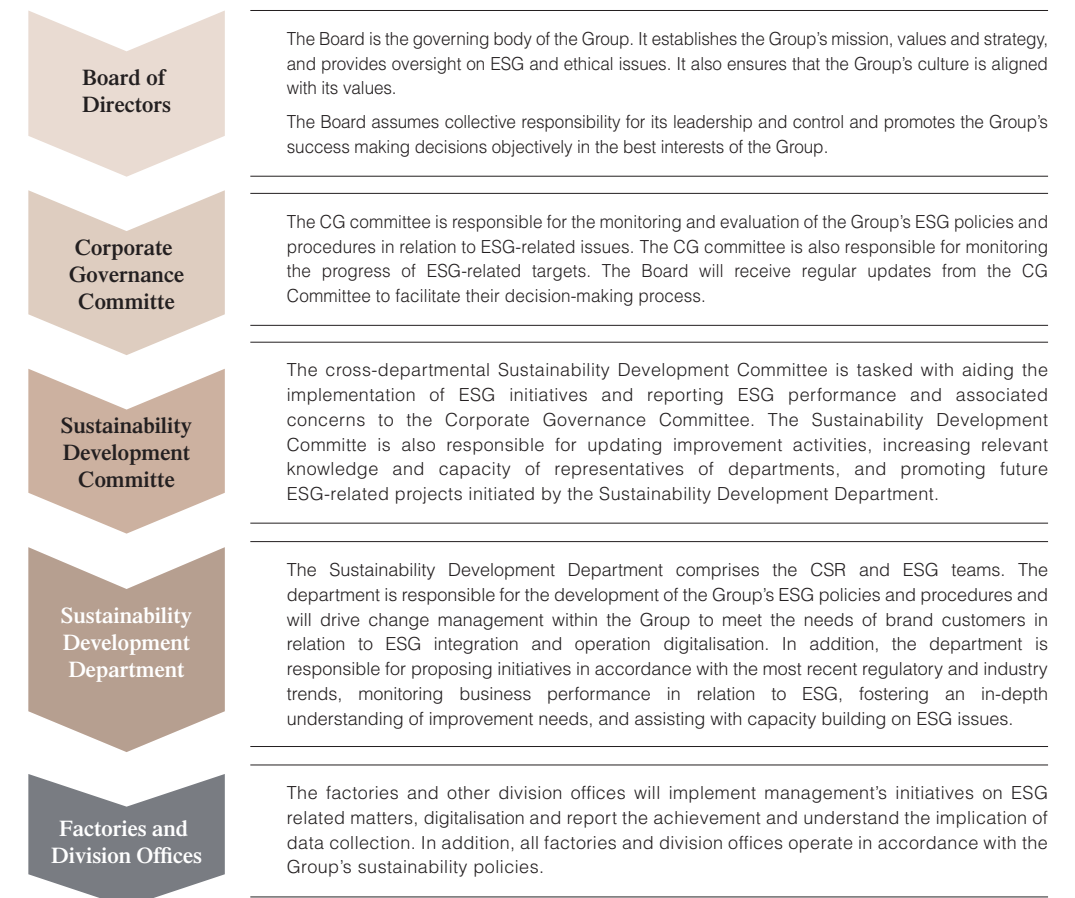 Board of
Directors
The Board is the governing body of the Group. It establishes the Group's mission, values and strategy,
and provides oversight on ESG and ethical issues. It also ensures that the Group's culture is aligned
with its values.
The Board assumes collective responsibility for its leadership and control and promotes the Group's
success making decisions objectively in the best interests of the Group.
Corporate
Governance
Committe
The CG committee is responsible for the monitoring and evaluation of the Group's ESG policies and
procedures in relation to ESG-related issues. The CG committee is also responsible for monitoring
the progress of ESG-related targets. The Board will receive regular updates from the CG
Committee to facilitate their decision-making process.
Sustainability
Development
Committe
The cross-departmental Sustainability Development Committee is tasked with aiding the
implementation of ESG initiatives and reporting ESG performance and associated
concerns to the Corporate Governance Committee. The Sustainability Development
Committe is also responsible for updating improvement activities, increasing relevant
knowledge and capacity of representatives of departments, and promoting future
ESG-related projects initiated by the Sustainability Development Department.
Sustainability
Development
Department
The Sustainability Development Department comprises the CSR and ESG teams. The
department is responsible for the development of the Group's ESG policies and procedures and
will drive change management within the Group to meet the needs of brand customers in
relation to ESG integration and operation digitalisation. In addition, the department is
responsible for proposing initiatives in accordance with the most recent regulatory and industry
trends, monitoring business performance in relation to ESG, fostering an in-depth
understanding of improvement needs, and assisting with capacity building on ESG issues.
Factories and
Division Offices
The factories and other division offices will implement management's initiatives on ESG
related matters, digitalisation and report the achievement and understand the implication of
data collection. In addition, all factories and division offices operate in accordance with the
Group's sustainability policies.